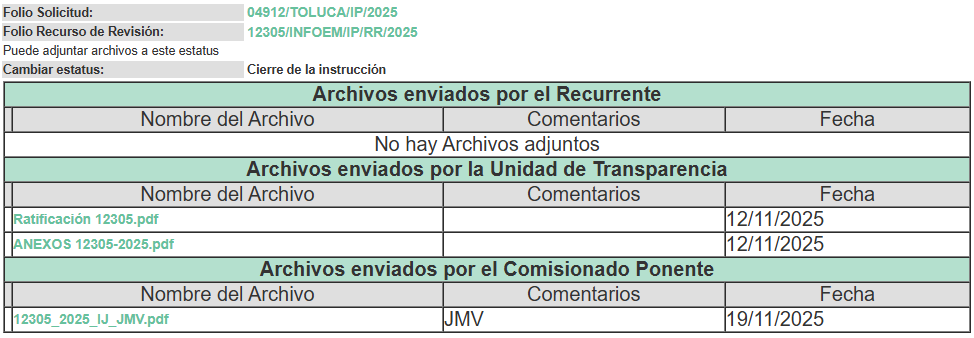 Folio Solicitud: 04912/TOLUCA/IP/2025
Folio Recurso de Revisión: 12305/INFOEM/IP/RR/2025
Puede adjuntar archivos a este estatus
Cambiar estatus: Cierre de la instrucción
Archivos enviados por el Recurrente
Nombre del Archivo Comentarios Fecha
No hay Archivos adjuntos
Archivos enviados por la Unidad de Transparencia
Nombre del Archivo Comentarios Fecha
Ratificación 12305.pdf 12/11/2025
ANEXOS 12305-2025.pdf 12/11/2025
Archivos enviados por el Comisionado Ponente
Nombre del Archivo Comentarios Fecha
12305_2025_IJ_JMV.pdf JMV 19/11/2025